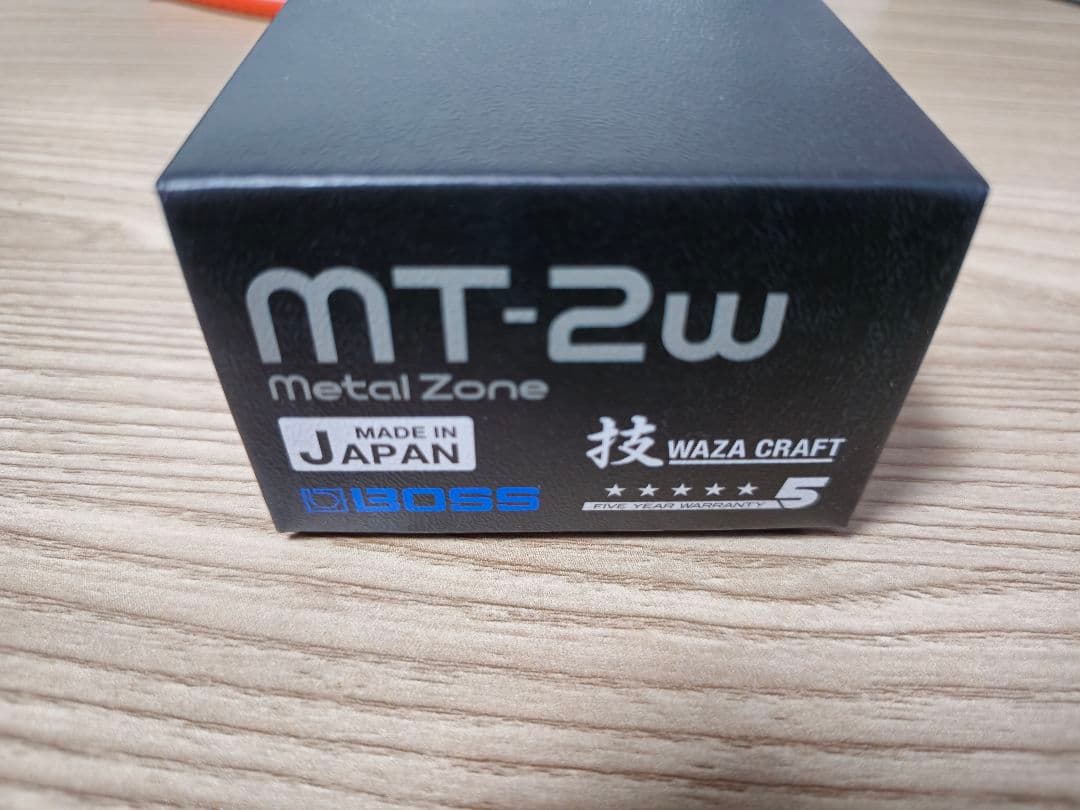 MT-2w
Metal Zone
MADE IN
JAPAN
技 WAZA CRAFT
BOSS
FIVE YEAR WARRANTY 5